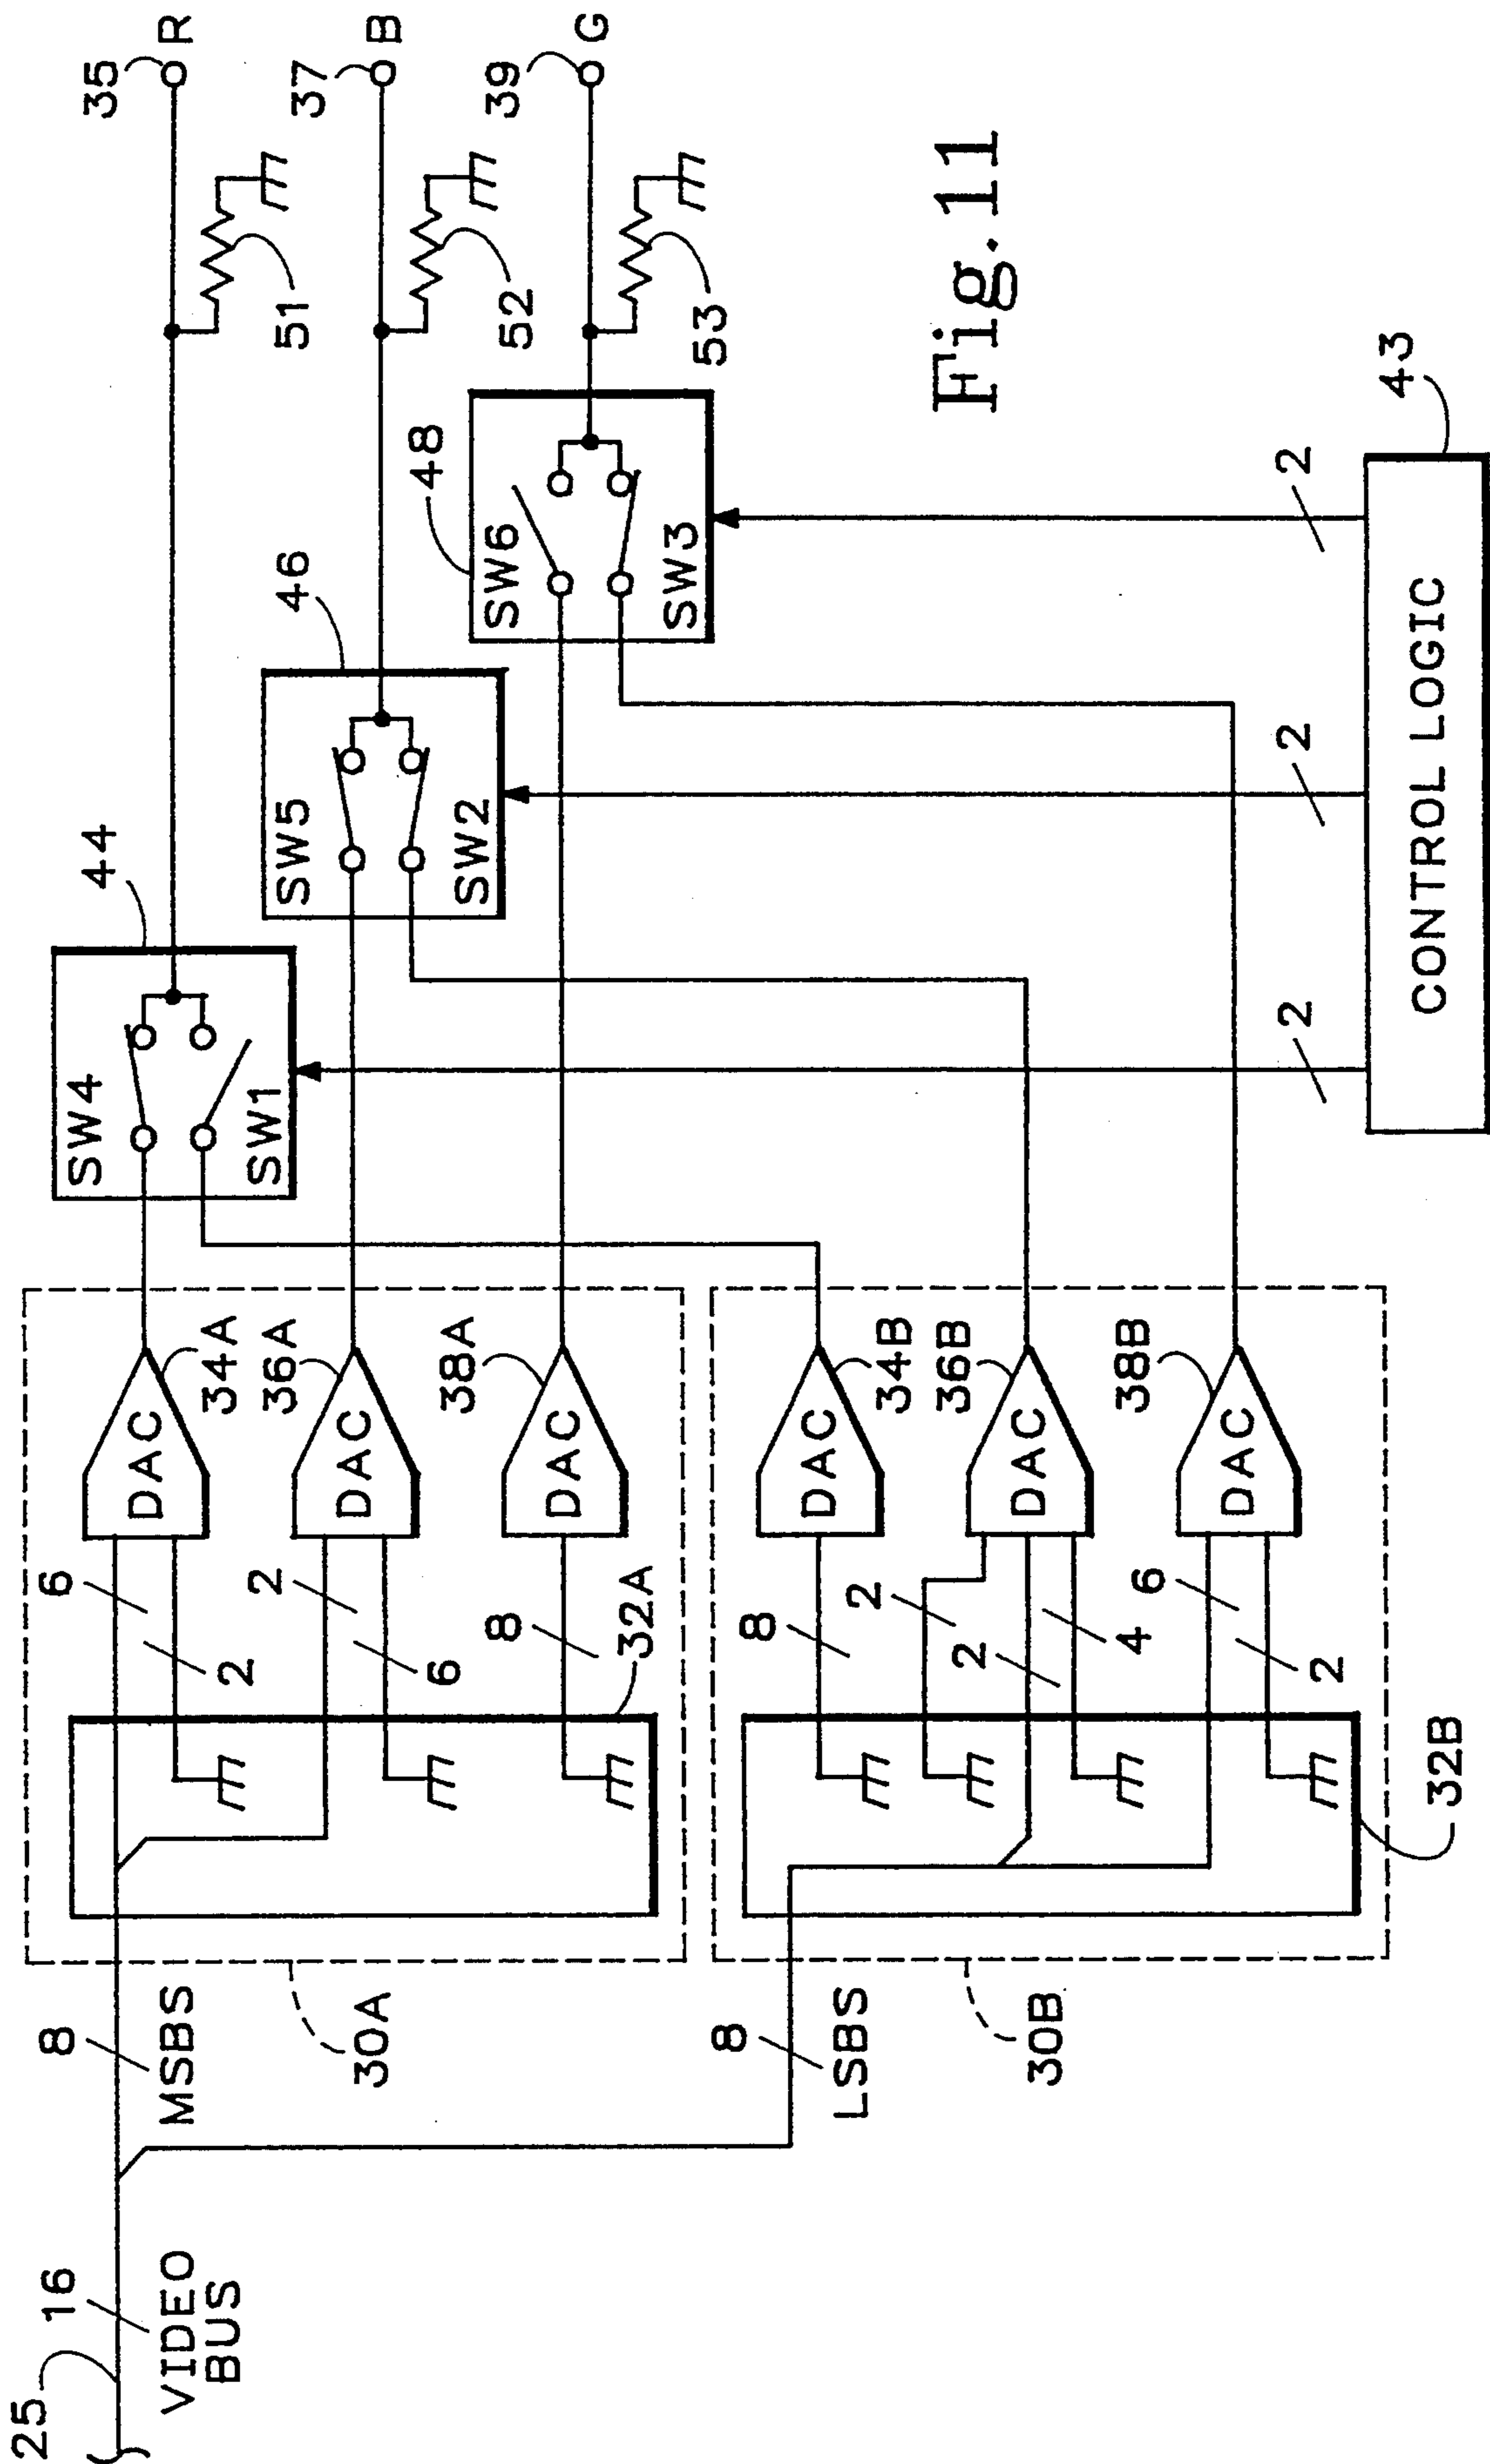 25
16
VIDEO
BUS
8
MSBS
30A
8
LSBS
30B
6
2
2
6
8
32A
DAC
34A
DAC
36A
DAC
38A
8
2
2
4
6
2
32B
DAC
34B
DAC
36B
DAC
38B
44
SW4
SW1
46
SW5
SW2
48
SW6
SW3
2
2
2
CONTROL LOGIC
43
51
52
53
35
R
37
B
39
G
Fig. 11